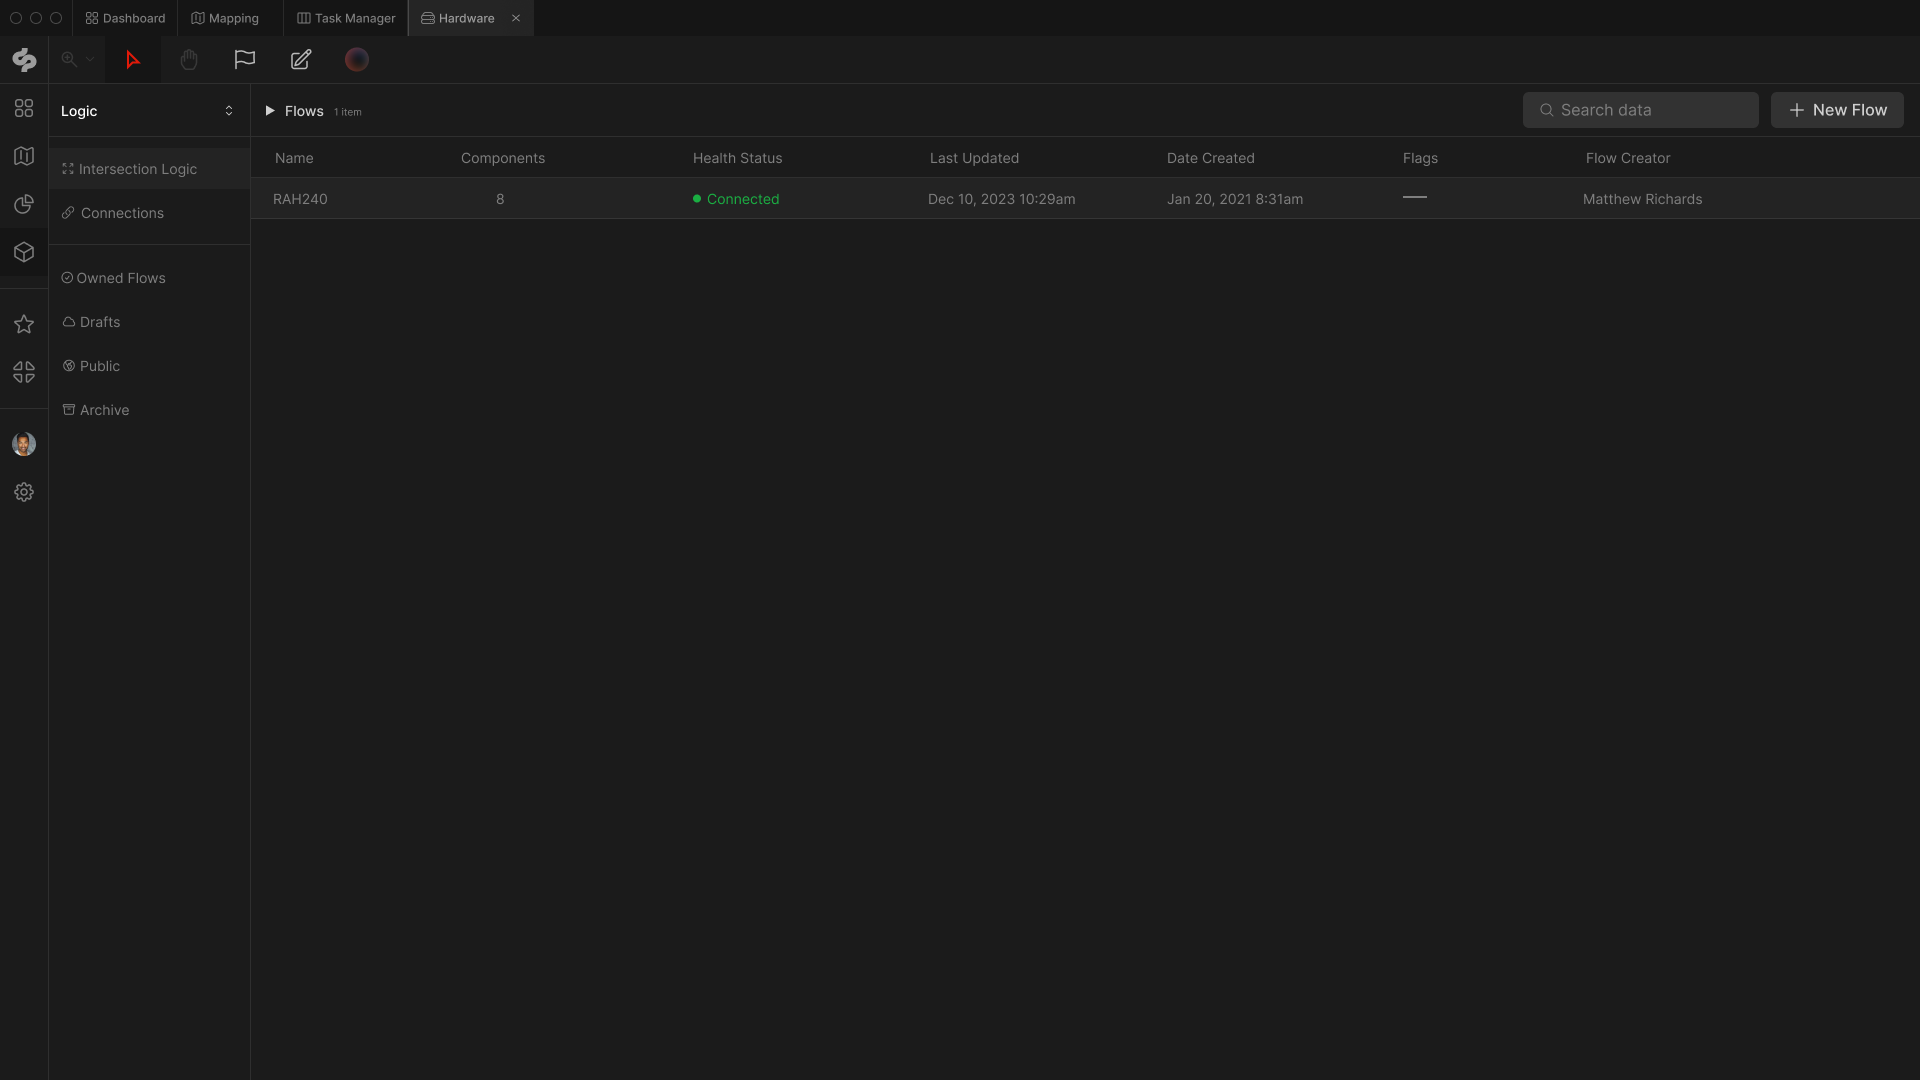 Dashboard Mapping Task Manager Hardware
Logic
Flows 1 item
Search data
New Flow
Name Components Health Status Last Updated Date Created Flags Flow Creator
RAH240 8 Connected Dec 10, 2023 10:29am Jan 20, 2021 8:31am Matthew Richards
Intersection Logic
Connections
Owned Flows
Drafts
Public
Archive